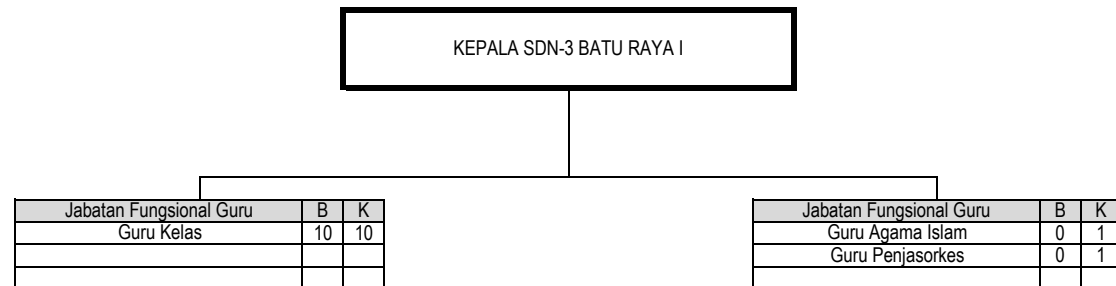 KEPALA SDN-3 BATU RAYA I
Jabatan Fungsional Guru B K
Guru Kelas 10 10
Jabatan Fungsional Guru B K
Guru Agama Islam 0 1
Guru Penjasorkes 0 1